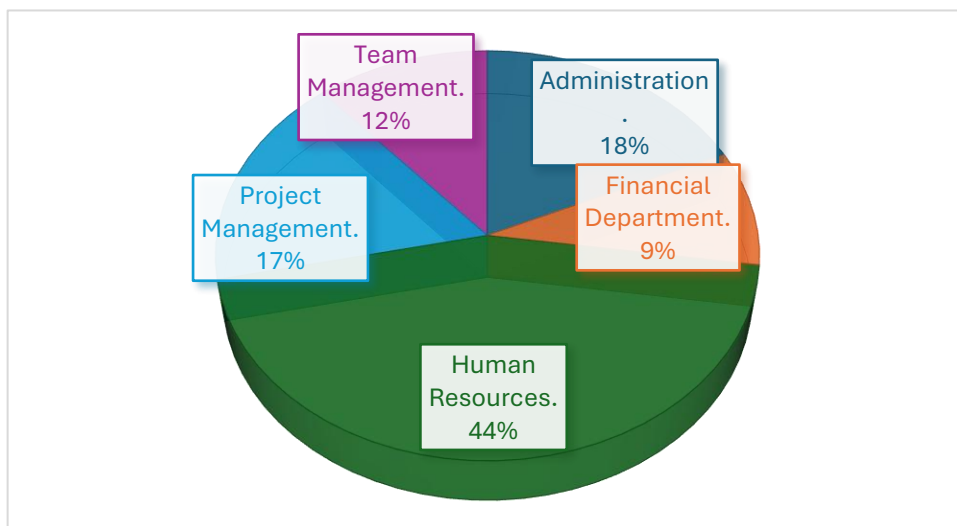 Team
Management.
12%
Administration
.
18%
Project
Management.
17%
Financial
Department.
9%
Human
Resources.
44%